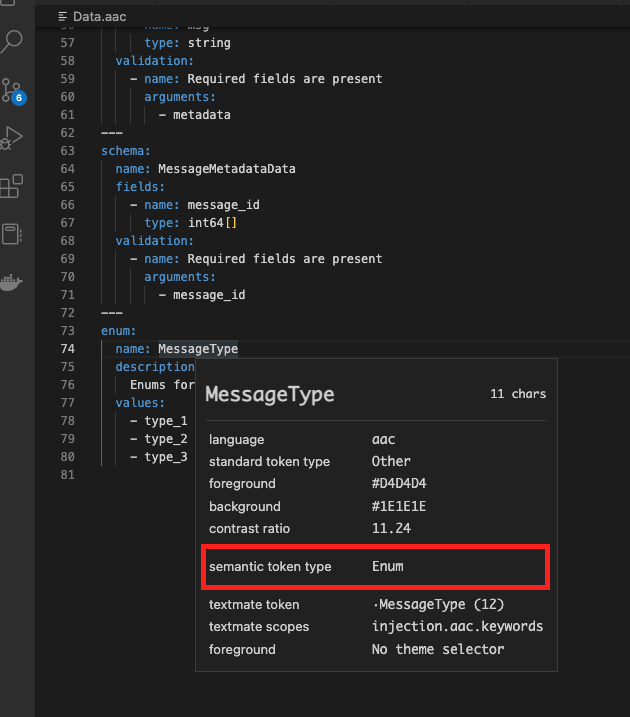 Data.aac
6
57 type: string
58 validation:
59 - name: Required fields are present
60 arguments:
61 - metadata
62 ---
63 schema:
64 name: MessageMetadataData
65 fields:
66 - name: message_id
67 type: int64[]
68 validation:
69 - name: Required fields are present
70 arguments:
71 - message_id
72 ---
73 enum:
74 name: MessageType
75 description
76 Enums for
77 values:
78 - type_1
79 - type_2
80 - type_3
81
MessageType 11 chars
language aac
standard token type Other
foreground #D4D4D4
background #1E1E1E
contrast ratio 11.24
semantic token type Enum
textmate token ·MessageType (12)
textmate scopes injection.aac.keywords
foreground No theme selector